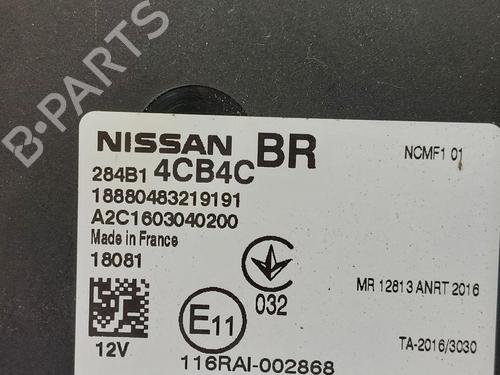 B-PARTS
NISSAN BR
NCMF1 01
284B1 4CB4C
18880483219191
A2C1603040200
Made in France
18081
032
MR 12813 ANRT 2016
E11
12V
TA-2016/3030
116RAI-002868